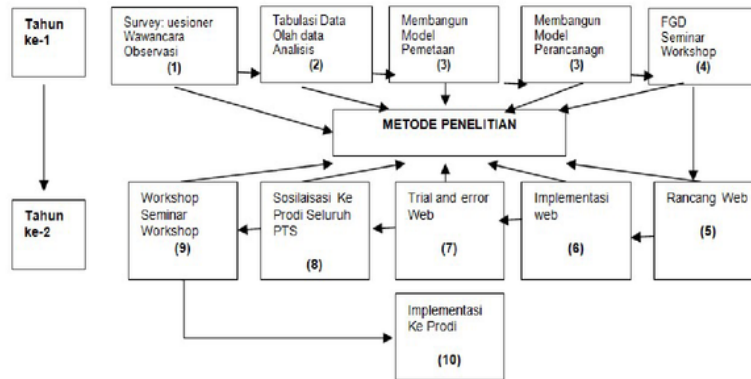 Tahun
ke-1
Survey: uesioner
Wawancara
Observasi
(1)
Tabulasi Data
Olah data
Analisis
(2)
Membangun
Model
Pemetaan
(3)
Membangun
Model
Perancanagn
(3)
FGD
Seminar
Workshop
(4)
METODE PENELITIAN
Tahun
ke-2
Workshop
Seminar
Workshop
(9)
Sosilaisasi Ke
Prodi Seluruh
PTS
(8)
Trial and error
Web
(7)
Implementasi
web
(6)
Rancang Web
(5)
Implementasi
Ke Prodi
(10)